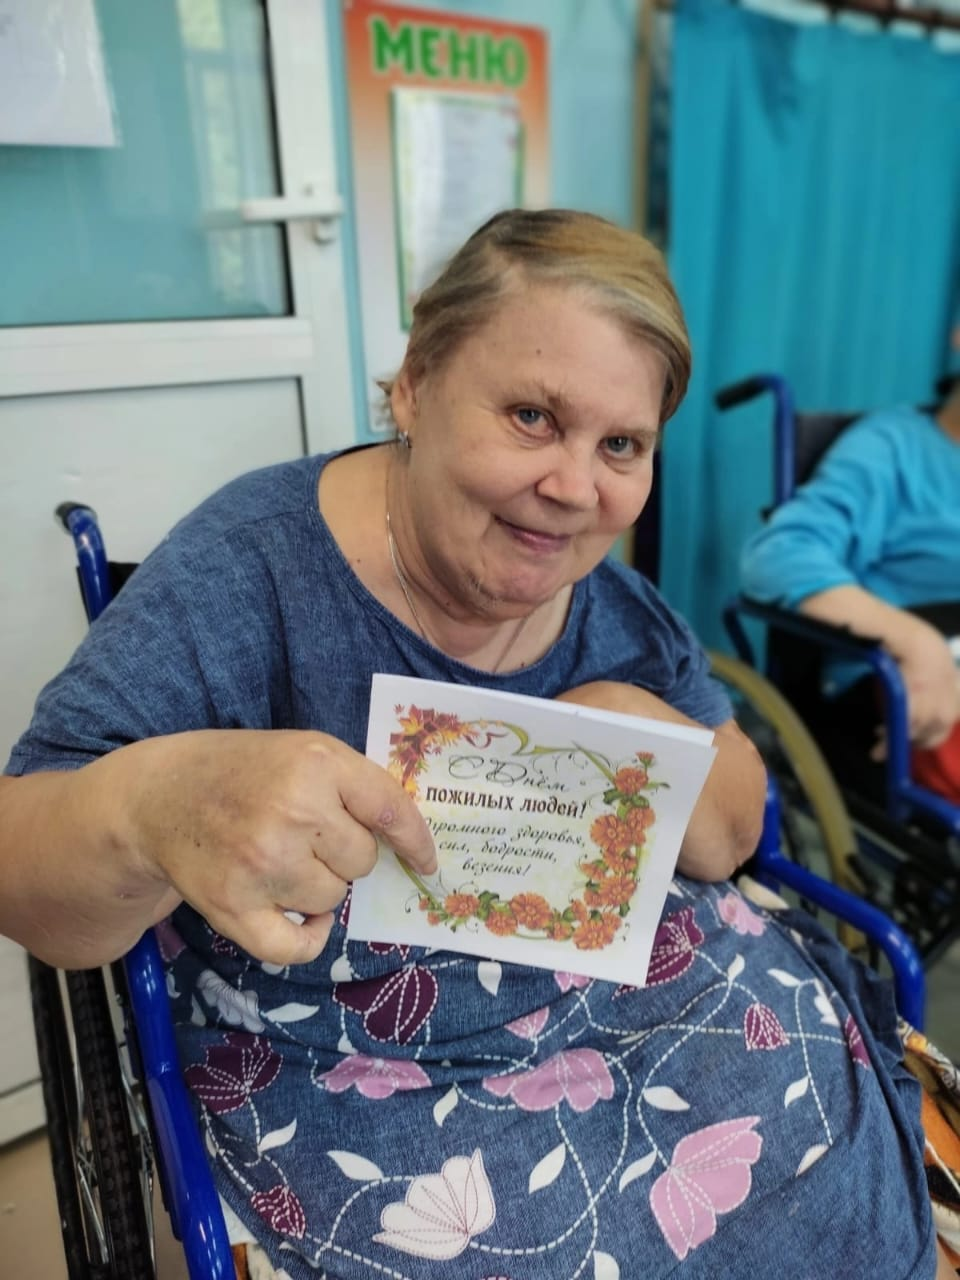 МЕНЮ
С Днём
пожилых людей!
Огромного здоровья,
сил, бодрости,
везения!